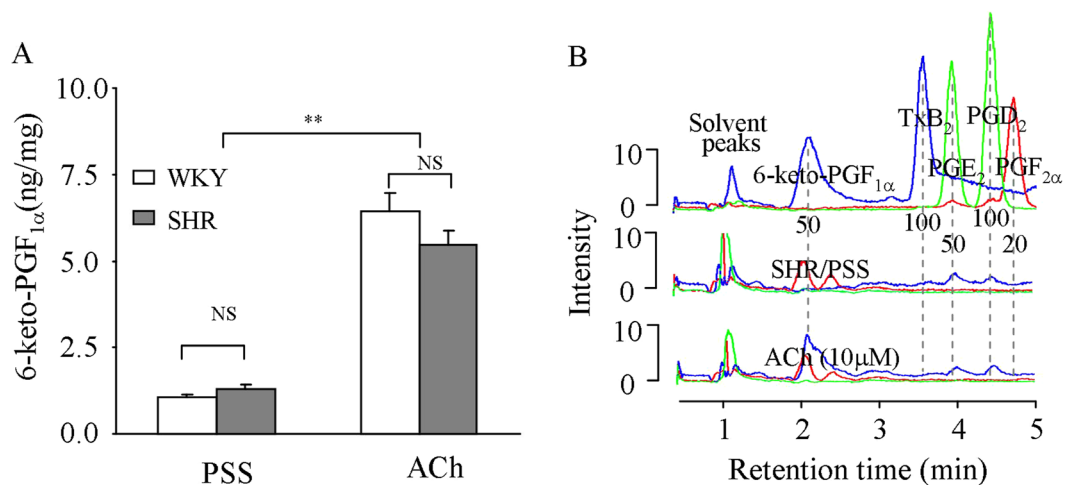 A
6-keto-PGF1α(ng/mg)
10.0
7.5
5.0
2.5
0.0
WKY
SHR
**
NS
NS
PSS
ACh
B
Intensity
Solvent
peaks
6-keto-PGF1α
TxB2
PGE2
PGD2
PGF2α
10
0
50
100
50
100
20
10
0
SHR/PSS
10
0
ACh (10μM)
1 2 3 4 5
Retention time (min)